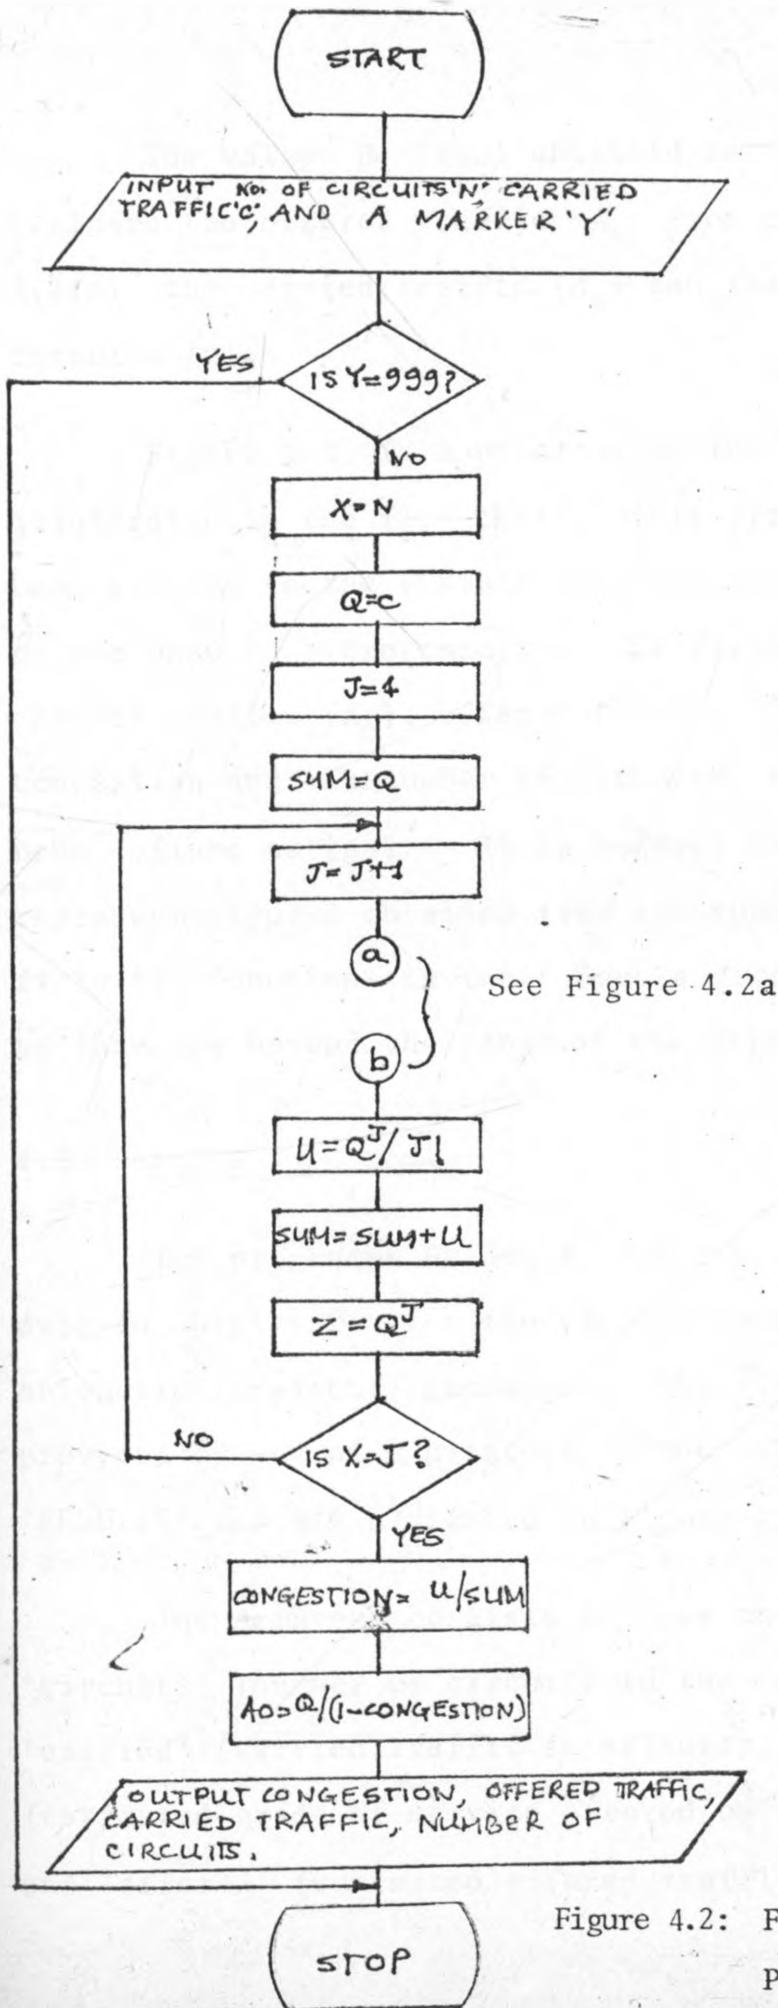 START
INPUT No. OF CIRCUITS 'N' CARRIED
TRAFFIC 'C' AND A MARKER 'Y'
YES
IS Y=999?
NO
X=N
Q=C
J=1
SUM=Q
J=J+1
a
See Figure 4.2a
b
U=Q^J/J!
SUM=SUM+U
Z=Q^J
NO
IS X=J?
YES
CONGESTION= U/SUM
AO=Q/(1-CONGESTION)
OUTPUT CONGESTION, OFFERED TRAFFIC,
CARRIED TRAFFIC, NUMBER OF
CIRCUITS.
Figure 4.2: F
STOP
P